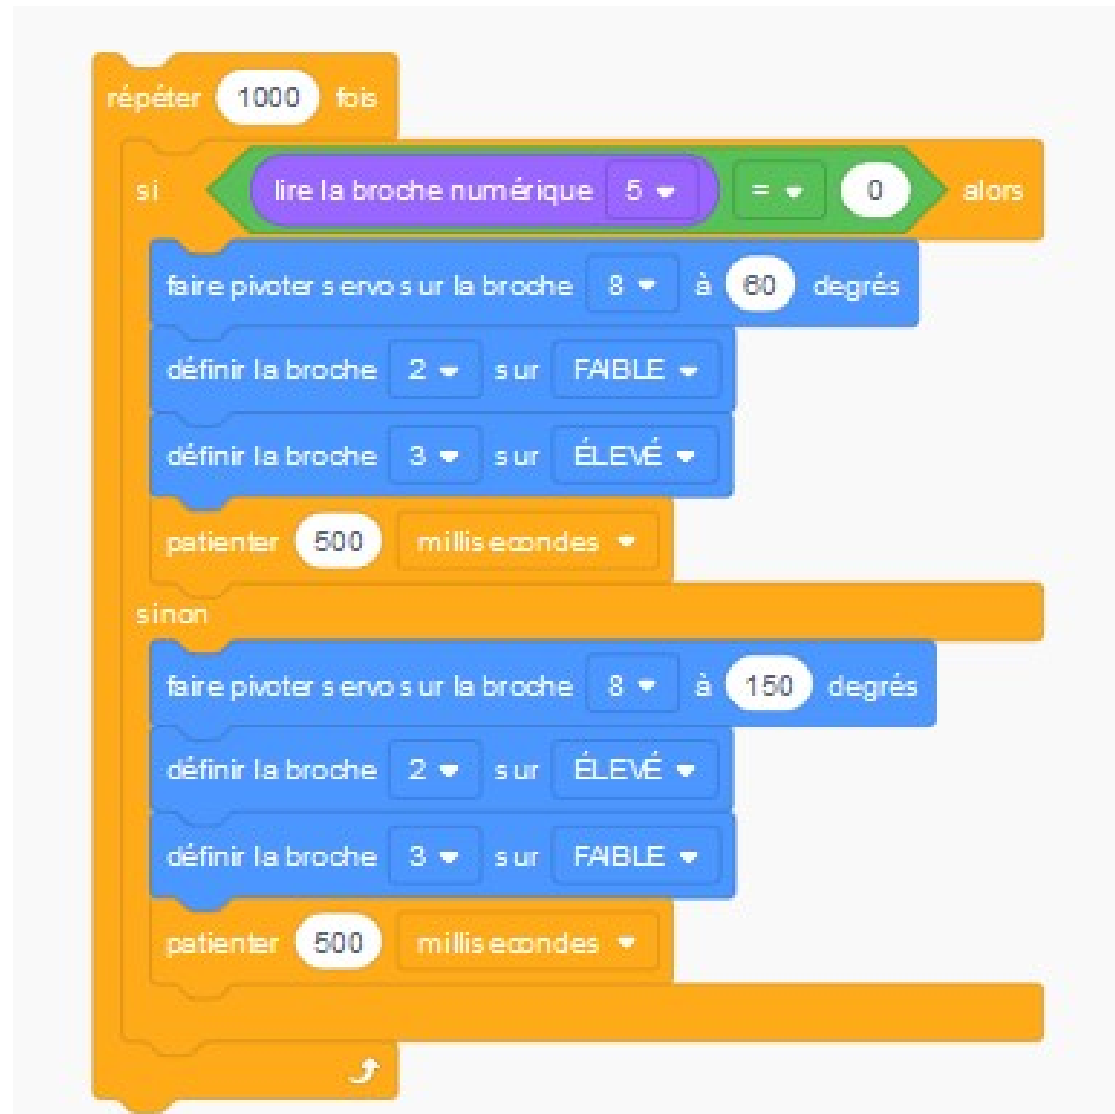 répéter 1000 fois
si lire la broche numérique 5 = 0 alors
faire pivoter servo sur la broche 8 à 60 degrés
définir la broche 2 sur FAIBLE
définir la broche 3 sur ÉLEVÉ
patienter 500 millisecondes
sinon
faire pivoter servo sur la broche 8 à 150 degrés
définir la broche 2 sur ÉLEVÉ
définir la broche 3 sur FAIBLE
patienter 500 millisecondes